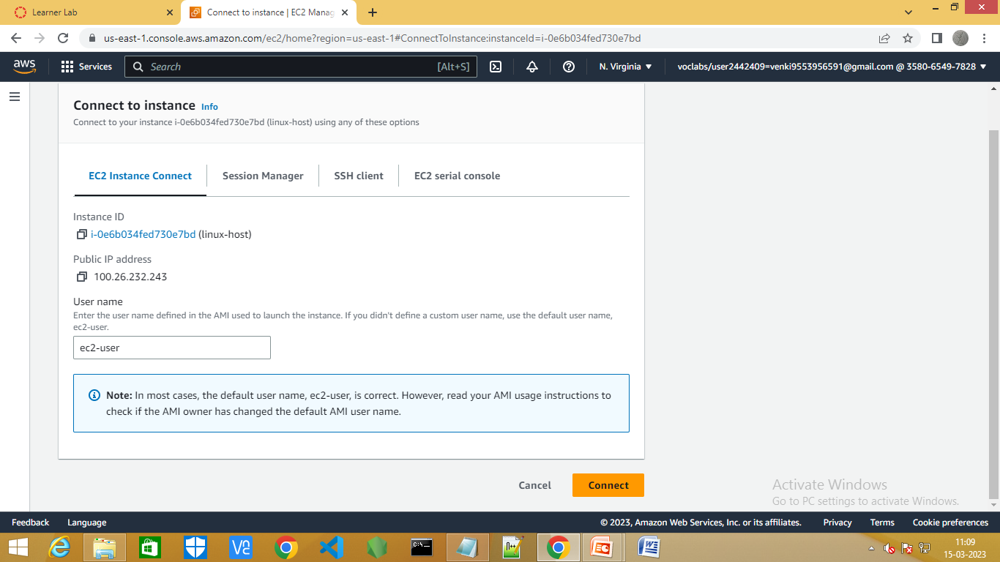 Learner Lab
Connect to instance | EC2 Manag
us-east-1.console.aws.amazon.com/ec2/home?region=us-east-1#ConnectToInstance:instanceId=i-0e6b034fed730e7bd
aws Services Search [Alt+S] N. Virginia voclabs/user2442409=venki9553956591@gmail.com @ 3580-6549-7828
Connect to instance Info
Connect to your instance i-0e6b034fed730e7bd (linux-host) using any of these options
EC2 Instance Connect Session Manager SSH client EC2 serial console
Instance ID
i-0e6b034fed730e7bd (linux-host)
Public IP address
100.26.232.243
User name
Enter the user name defined in the AMI used to launch the instance. If you didn't define a custom user name, use the default user name,
ec2-user.
ec2-user
Note: In most cases, the default user name, ec2-user, is correct. However, read your AMI usage instructions to
check if the AMI owner has changed the default AMI user name.
Cancel Connect
Activate Windows
Go to PC settings to activate Windows.
Feedback Language © 2023, Amazon Web Services, Inc. or its affiliates. Privacy Terms Cookie preferences
11:09
15-03-2023